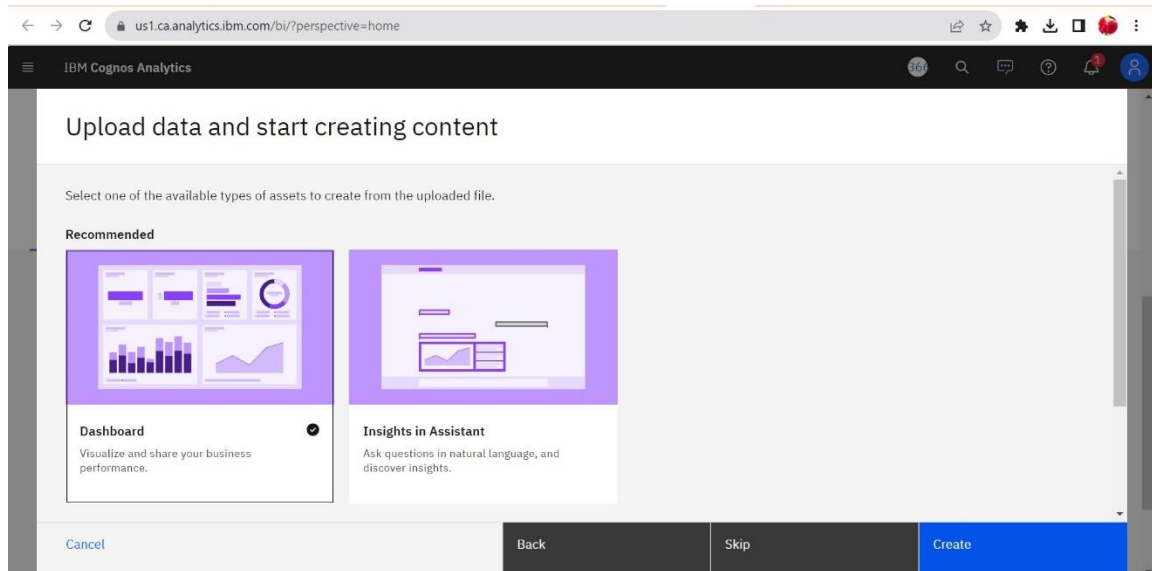 us1.ca.analytics.ibm.com/bi/?perspective=home
IBM Cognos Analytics
1
Upload data and start creating content
Select one of the available types of assets to create from the uploaded file.
Recommended
Dashboard
Visualize and share your business
performance.
Insights in Assistant
Ask questions in natural language, and
discover insights.
Cancel
Back
Skip
Create